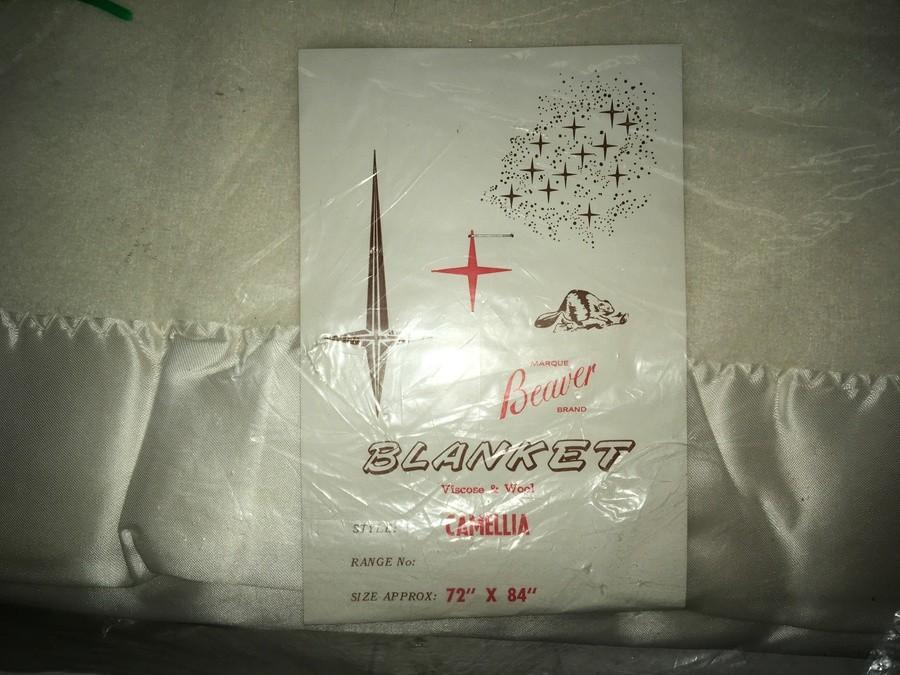 MARQUE
Beaver
BRAND
BLANKET
Viscose & Wool
STYLE: CAMELLIA
RANGE No:
SIZE APPROX: 72" X 84"